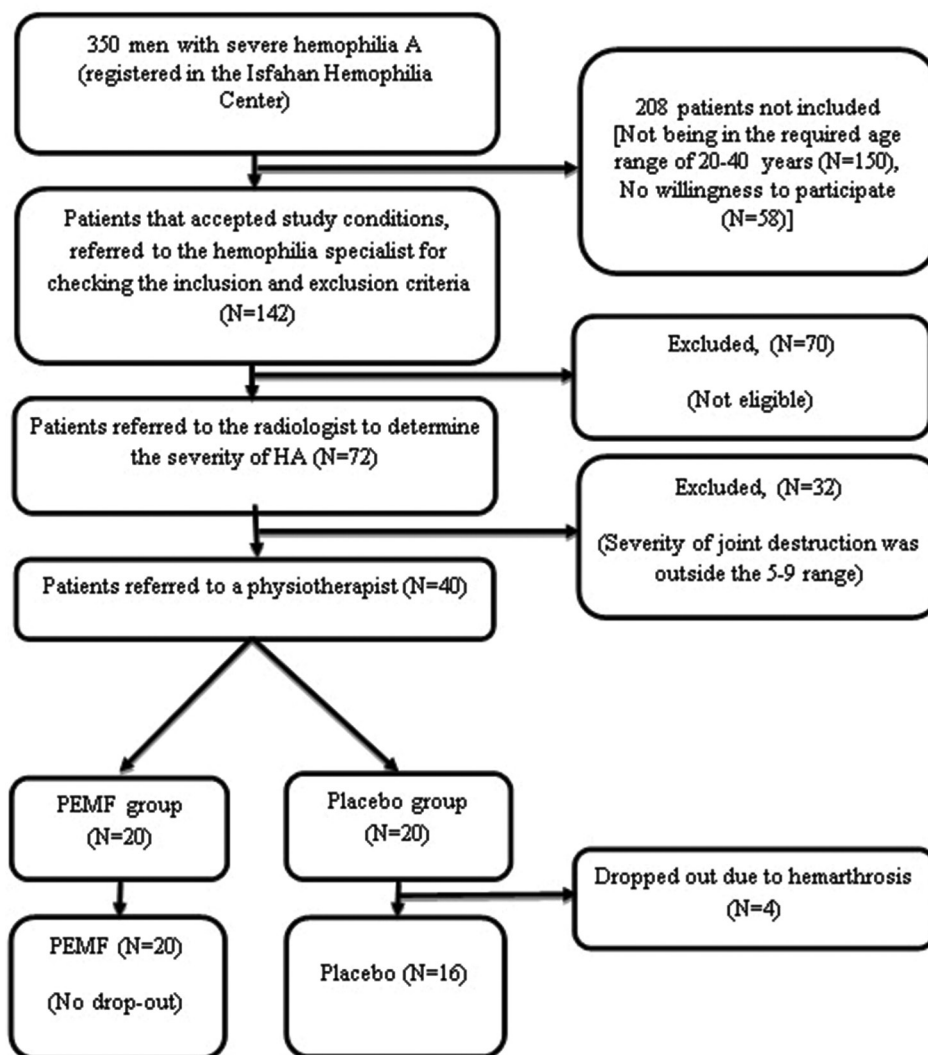 350 men with severe hemophilia A
(registered in the Isfahan Hemophilia
Center)
208 patients not included
[Not being in the required age
range of 20-40 years (N=150),
No willingness to participate
(N=58)]
Patients that accepted study conditions,
referred to the hemophilia specialist for
checking the inclusion and exclusion criteria
(N=142)
Excluded, (N=70)
(Not eligible)
Patients referred to the radiologist to determine
the severity of HA (N=72)
Excluded, (N=32)
(Severity of joint destruction was
outside the 5-9 range)
Patients referred to a physiotherapist (N=40)
PEMF group
(N=20)
Placebo group
(N=20)
Dropped out due to hemarthrosis
(N=4)
PEMF (N=20)
(No drop-out)
Placebo (N=16)